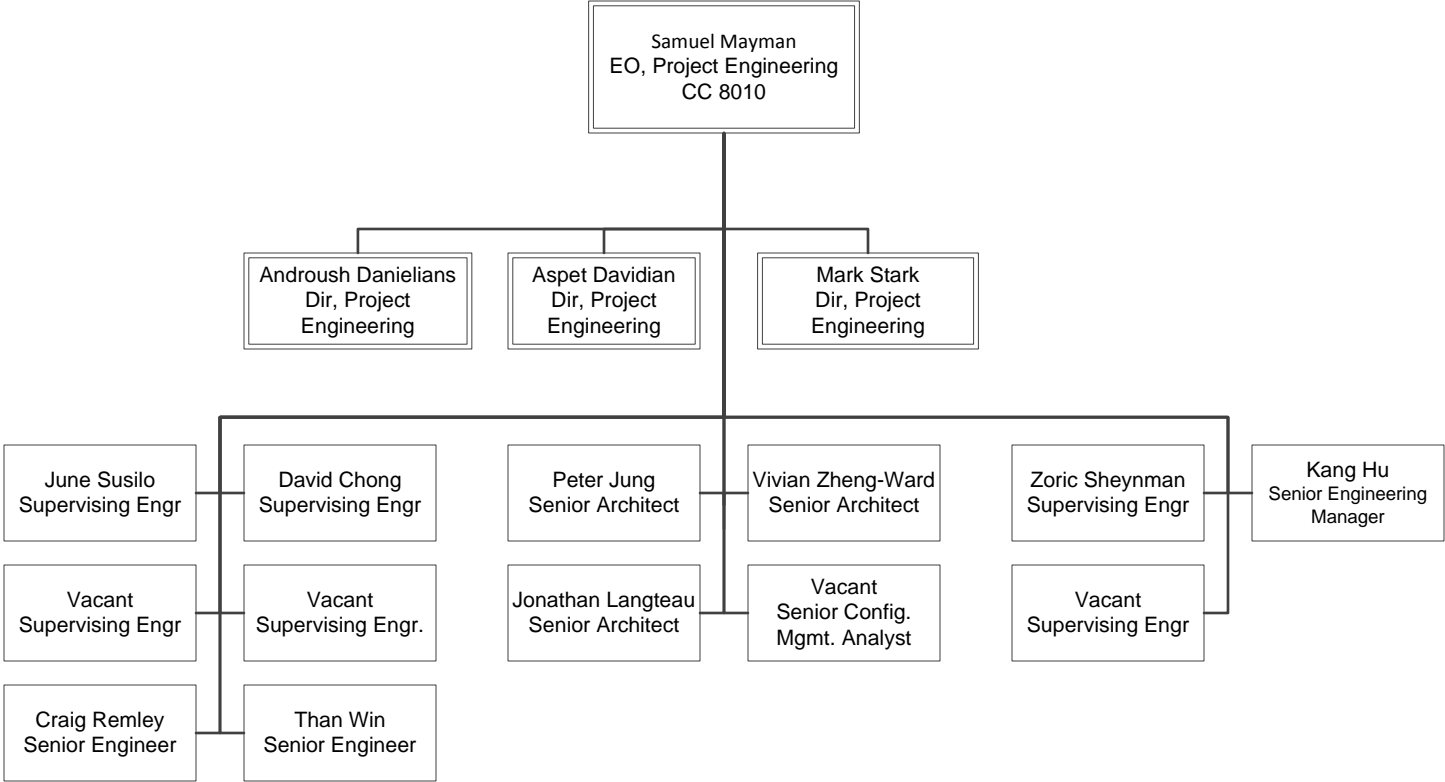 Samuel Mayman
EO, Project Engineering
CC 8010
Androush Danielians
Dir, Project
Engineering
Aspet Davidian
Dir, Project
Engineering
Mark Stark
Dir, Project
Engineering
June Susilo
Supervising Engr
David Chong
Supervising Engr
Peter Jung
Senior Architect
Vivian Zheng-Ward
Senior Architect
Zoric Sheynman
Supervising Engr
Kang Hu
Senior Engineering
Manager
Vacant
Supervising Engr
Vacant
Supervising Engr.
Jonathan Langteau
Senior Architect
Vacant
Senior Config.
Mgmt. Analyst
Vacant
Supervising Engr
Craig Remley
Senior Engineer
Than Win
Senior Engineer